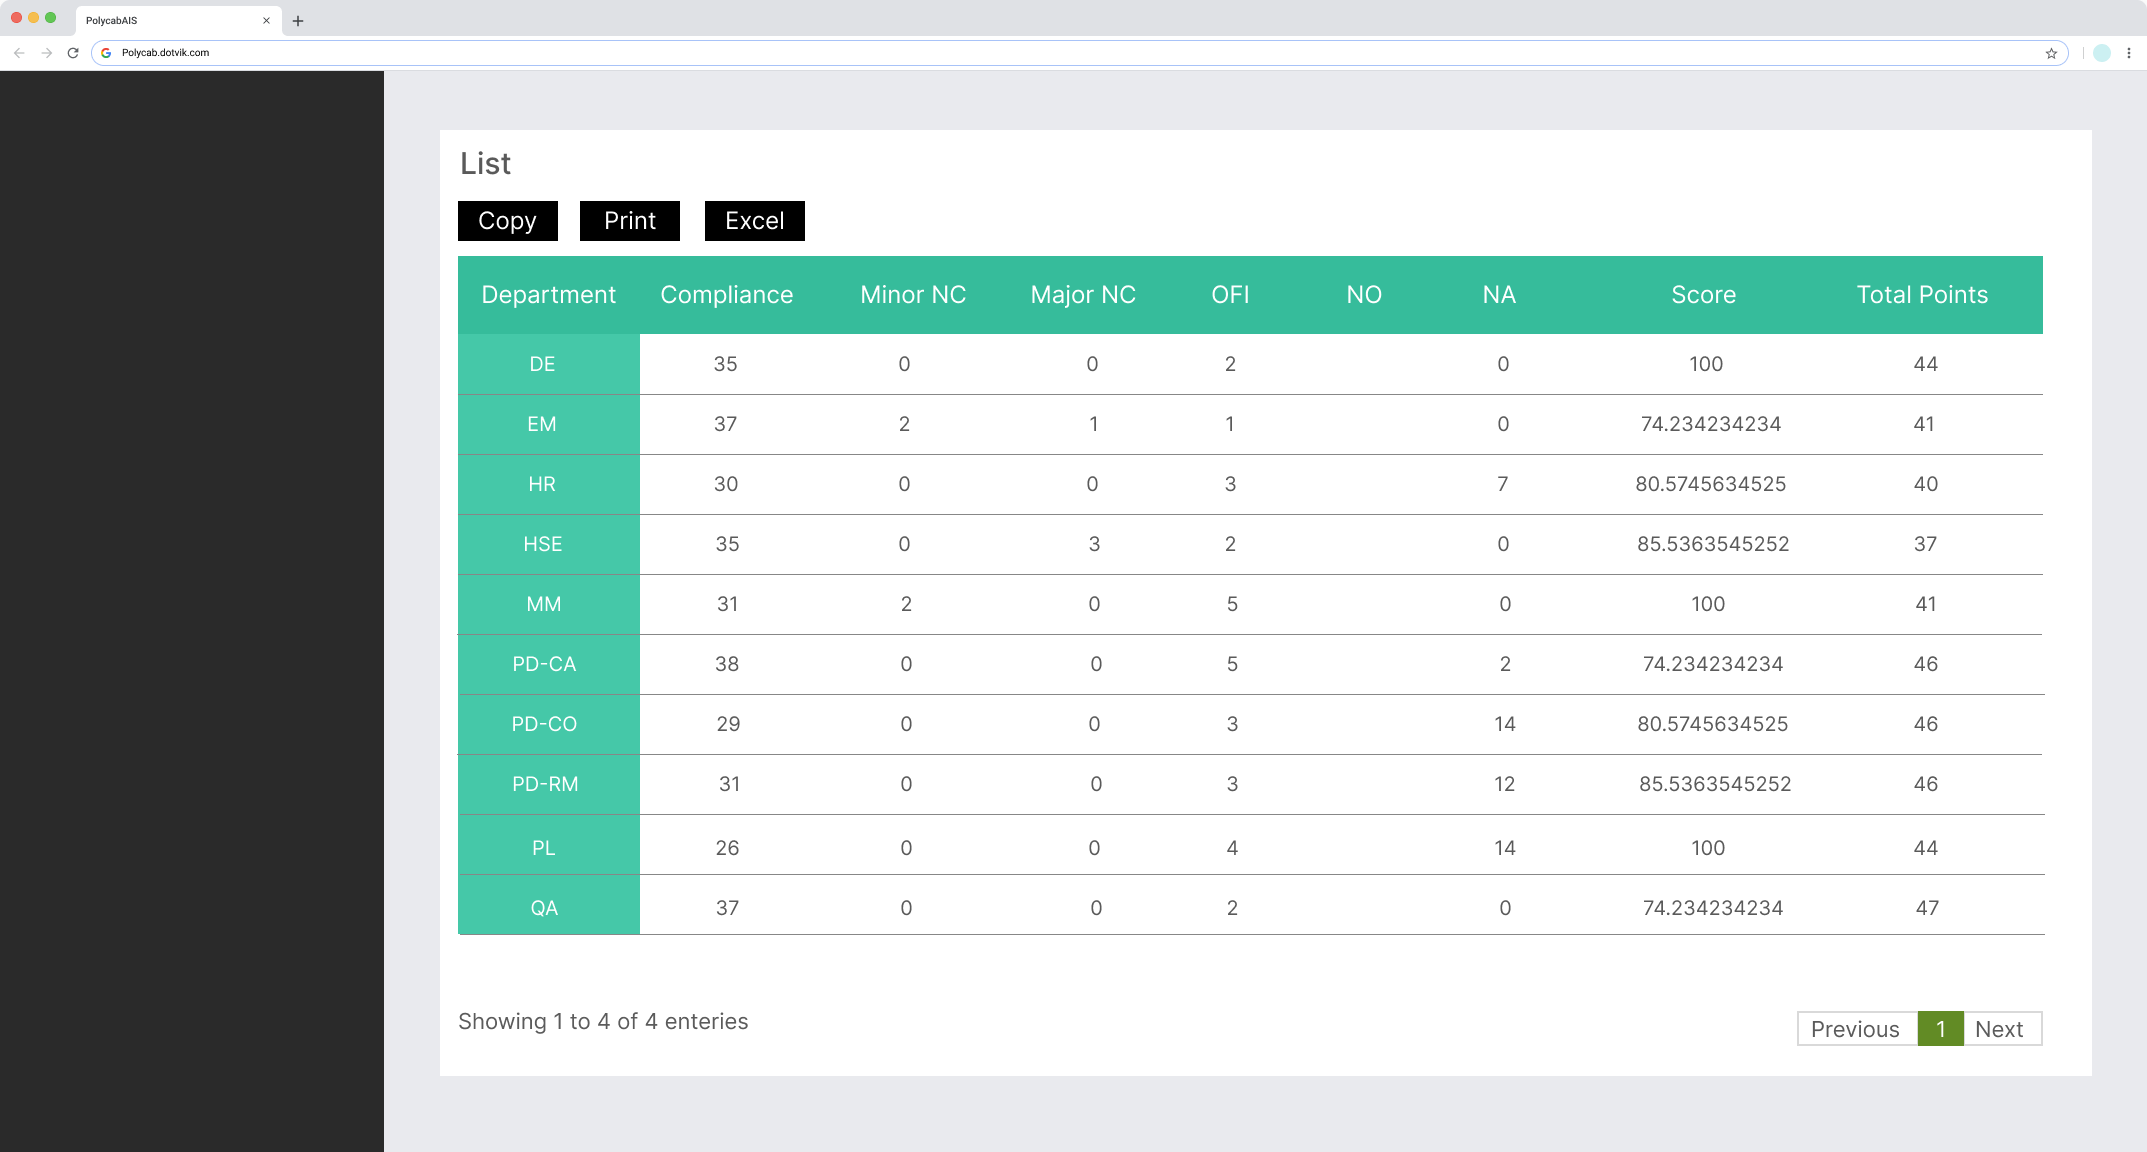 PolycabAIS
Polycab.dotvik.com
List
Copy Print Excel
Department Compliance Minor NC Major NC OFI NO NA Score Total Points
DE 35 0 0 2 0 100 44
EM 37 2 1 1 0 74.234234234 41
HR 30 0 0 3 7 80.5745634525 40
HSE 35 0 3 2 0 85.5363545252 37
MM 31 2 0 5 0 100 41
PD-CA 38 0 0 5 2 74.234234234 46
PD-CO 29 0 0 3 14 80.5745634525 46
PD-RM 31 0 0 3 12 85.5363545252 46
PL 26 0 0 4 14 100 44
QA 37 0 0 2 0 74.234234234 47
Showing 1 to 4 of 4 enteries
Previous 1 Next